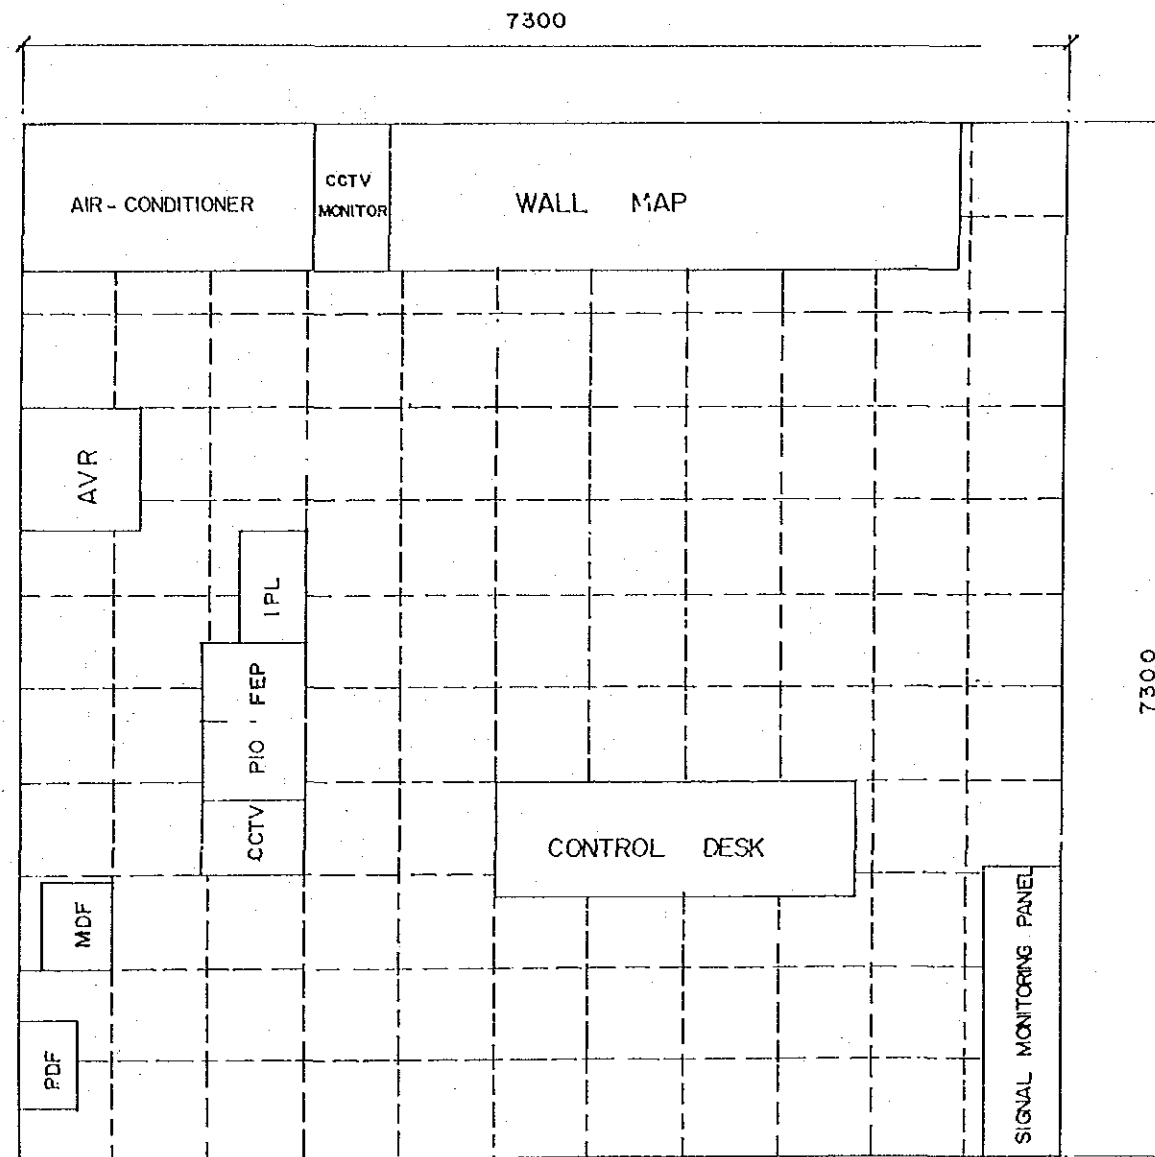 7300
AIR-CONDITIONER
CCTV
MONITOR
WALL MAP
AVR
IPL
7300
PIO FEP
CCTV
CONTROL DESK
MDF
SIGNAL MONITORING PANEL
PDF